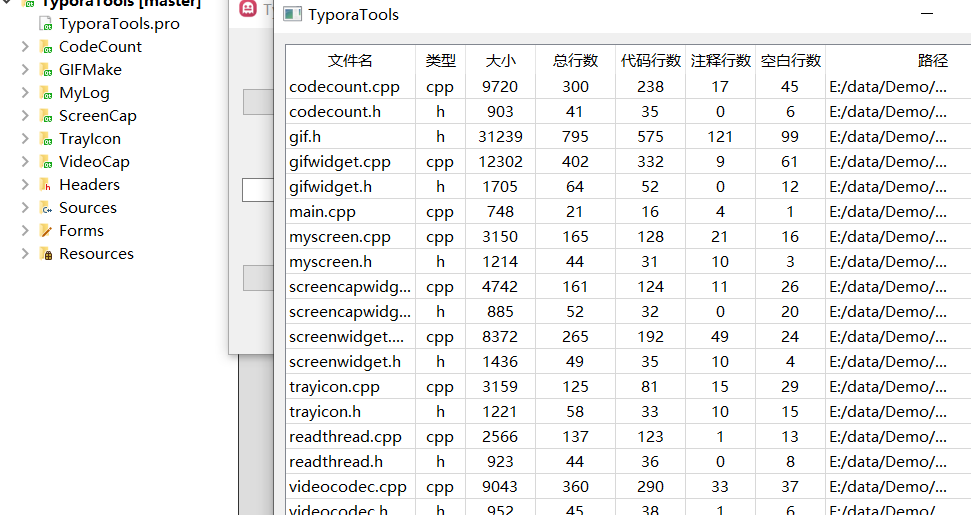 TyporaTools [master]
TyporaTools.pro
CodeCount
GIFMake
MyLog
ScreenCap
TrayIcon
VideoCap
Headers
Sources
Forms
Resources
TyporaTools
文件名 类型 大小 总行数 代码行数 注释行数 空白行数 路径
codecount.cpp cpp 9720 300 238 17 45 E:/data/Demo/...
codecount.h h 903 41 35 0 6 E:/data/Demo/...
gif.h h 31239 795 575 121 99 E:/data/Demo/...
gifwidget.cpp cpp 12302 402 332 9 61 E:/data/Demo/...
gifwidget.h h 1705 64 52 0 12 E:/data/Demo/...
main.cpp cpp 748 21 16 4 1 E:/data/Demo/...
myscreen.cpp cpp 3150 165 128 21 16 E:/data/Demo/...
myscreen.h h 1214 44 31 10 3 E:/data/Demo/...
screencapwidg... cpp 4742 161 124 11 26 E:/data/Demo/...
screencapwidg... h 885 52 32 0 20 E:/data/Demo/...
screenwidget.... cpp 8372 265 192 49 24 E:/data/Demo/...
screenwidget.h h 1436 49 35 10 4 E:/data/Demo/...
trayicon.cpp cpp 3159 125 81 15 29 E:/data/Demo/...
trayicon.h h 1221 58 33 10 15 E:/data/Demo/...
readthread.cpp cpp 2566 137 123 1 13 E:/data/Demo/...
readthread.h h 923 44 36 0 8 E:/data/Demo/...
videocodec.cpp cpp 9043 360 290 33 37 E:/data/Demo/...
videocodec.h h 952 45 38 1 6 E:/data/Demo/...